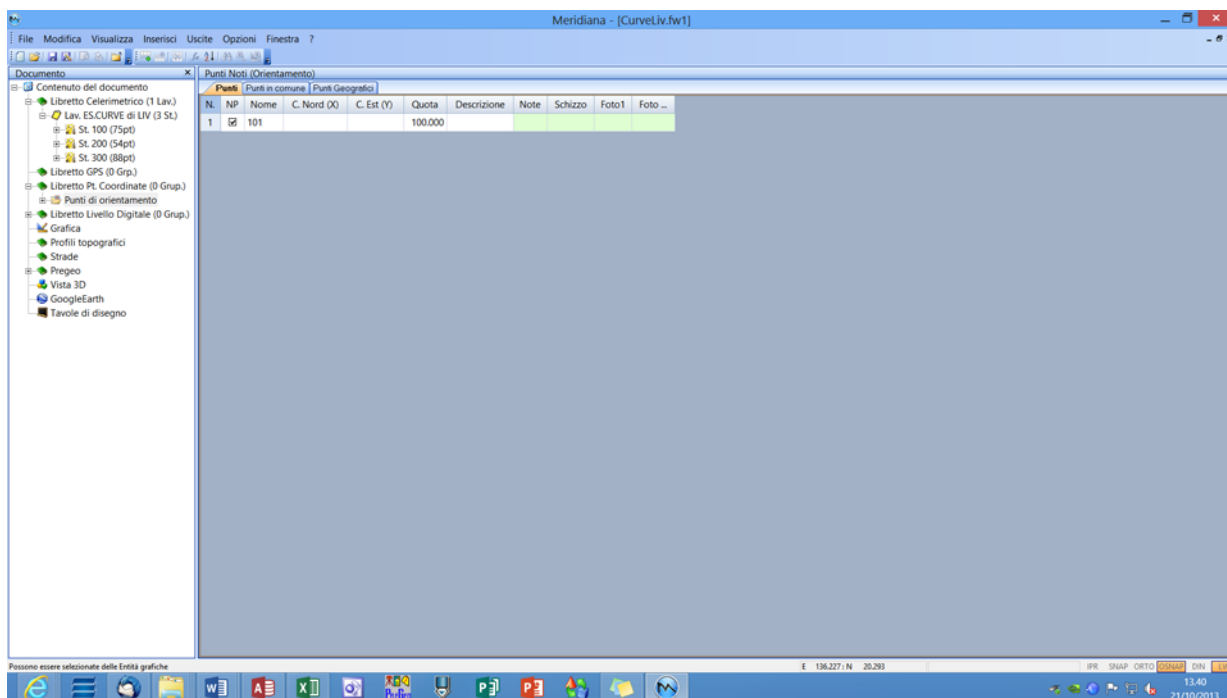 Meridiana - [CurveLiv.fw1]
File Modifica Visualizza Inserisci Uscite Opzioni Finestra ?
Documento
Contenuto del documento
Libretto Celerimetrico (1 Lav.)
Lav. ES.CURVE di LIV (3 St.)
St. 100 (75pt)
St. 200 (54pt)
St. 300 (88pt)
Libretto GPS (0 Grp.)
Libretto Pt. Coordinate (0 Grup.)
Punti di orientamento
Libretto Livello Digitale (0 Grup.)
Grafica
Profili topografici
Strade
Pregeo
Vista 3D
GoogleEarth
Tavole di disegno
Punti Noti (Orientamento)
Punti Punti in comune Punti Geografici
N. NP Nome C. Nord (X) C. Est (Y) Quota Descrizione Note Schizzo Foto1 Foto ...
1 101 100.000
Possono essere selezionate delle Entità grafiche
E 136.227 : N 20.293
IPR SNAP ORTO OSNAP DIN
13.40